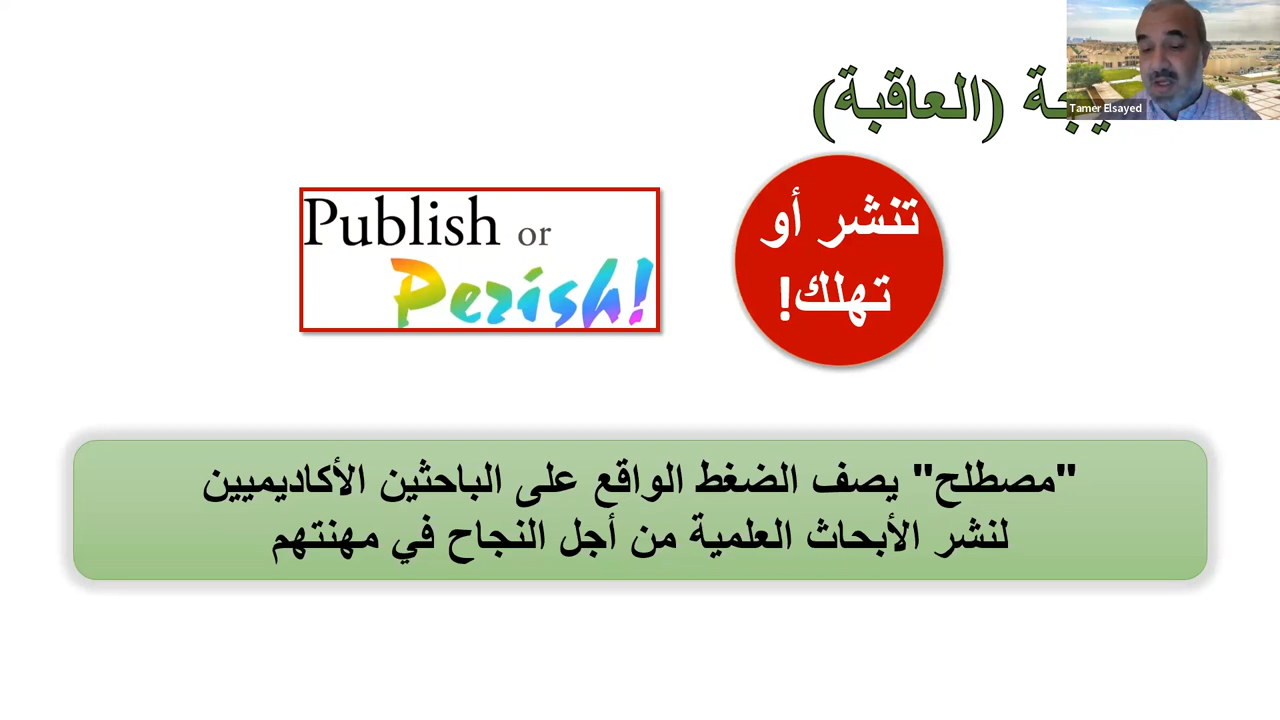 (العاقبة)
Tamer Elsayed
تنشر أو
تهلك!
Publish or
Perish!
"مصطلح" يصف الضغط الواقع على الباحثين الأكاديميين
لنشر الأبحاث العلمية من أجل النجاح في مهنتهم